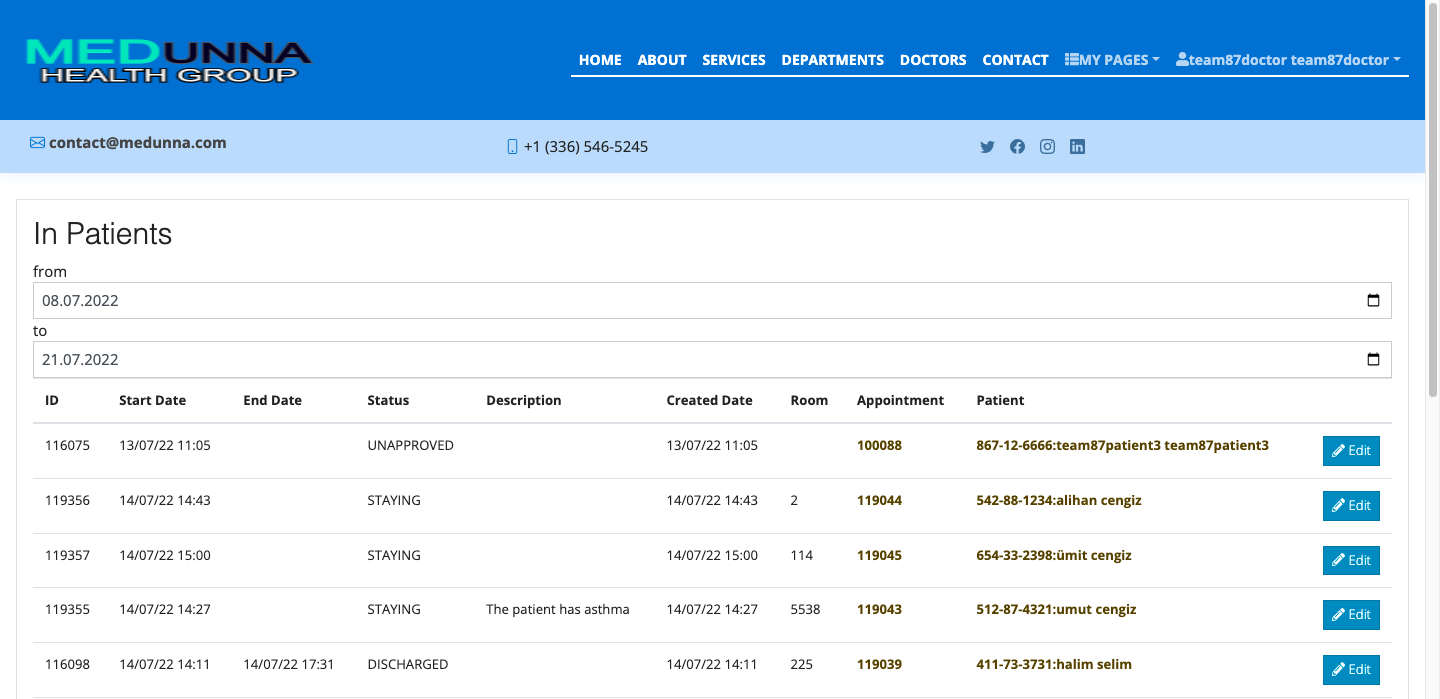 MEDUNNA
HEALTH GROUP
HOME ABOUT SERVICES DEPARTMENTS DOCTORS CONTACT MY PAGES team87doctor team87doctor
contact@medunna.com +1 (336) 546-5245
In Patients
from
08.07.2022
to
21.07.2022
ID Start Date End Date Status Description Created Date Room Appointment Patient
116075 13/07/22 11:05 UNAPPROVED 13/07/22 11:05 100088 867-12-6666:team87patient3 team87patient3 Edit
119356 14/07/22 14:43 STAYING 14/07/22 14:43 2 119044 542-88-1234:alihan cengiz Edit
119357 14/07/22 15:00 STAYING 14/07/22 15:00 114 119045 654-33-2398:ümit cengiz Edit
119355 14/07/22 14:27 STAYING The patient has asthma 14/07/22 14:27 5538 119043 512-87-4321:umut cengiz Edit
116098 14/07/22 14:11 14/07/22 17:31 DISCHARGED 14/07/22 14:11 225 119039 411-73-3731:halim selim Edit